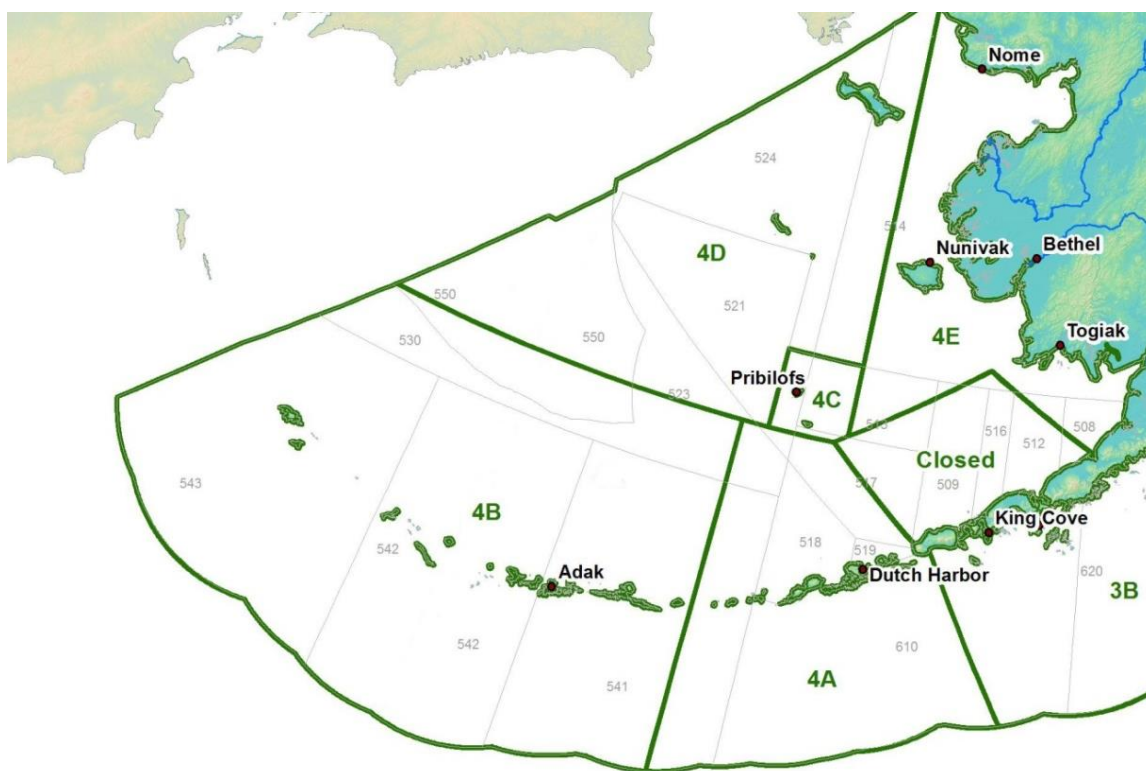 Nome
524
514
Nunivak
Bethel
4D
550
521
530
550
Togiak
4E
Pribilofs
4C
523
508
516
512
Closed
509
517
543
4B
King Cove
542
518
519
Adak
Dutch Harbor
620
3B
542
610
541
4A